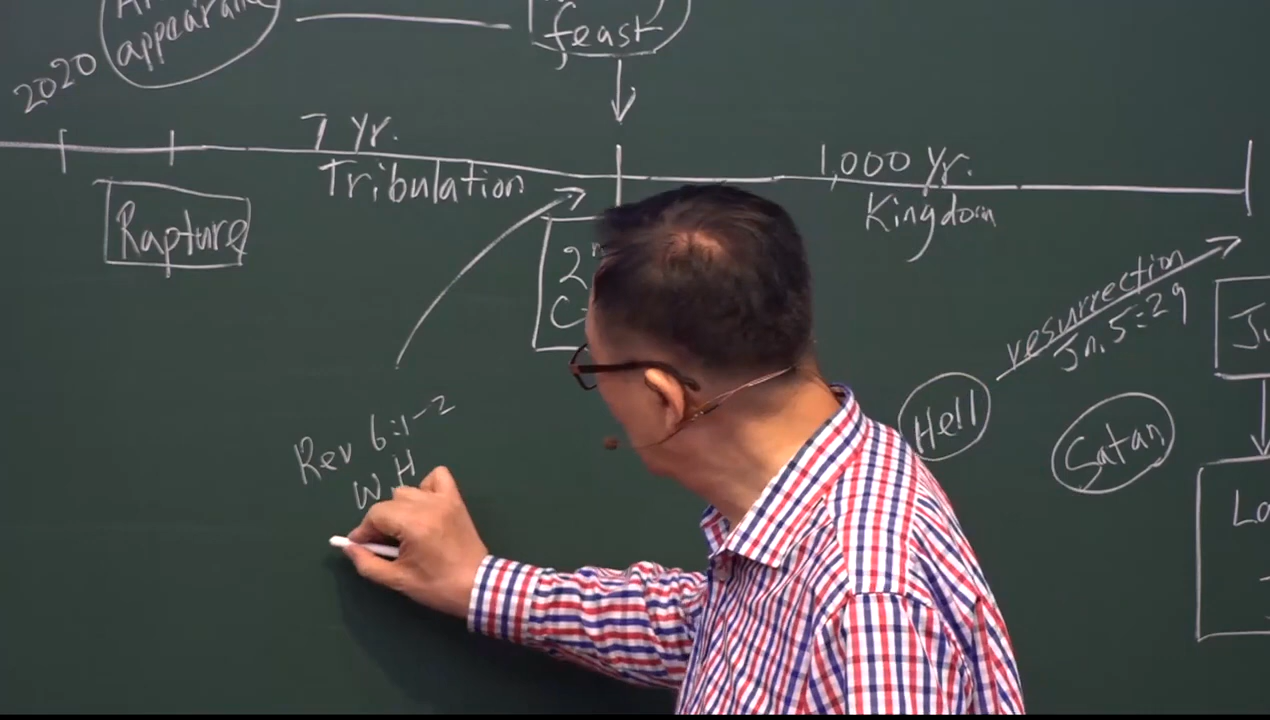 appearance
feast
2020
7 Yr.
Tribulation
1,000 Yr.
Kingdom
Rapture
2
resurrection
Jn. 5:29
Hell
Satan
Rev 6:1-2
W H